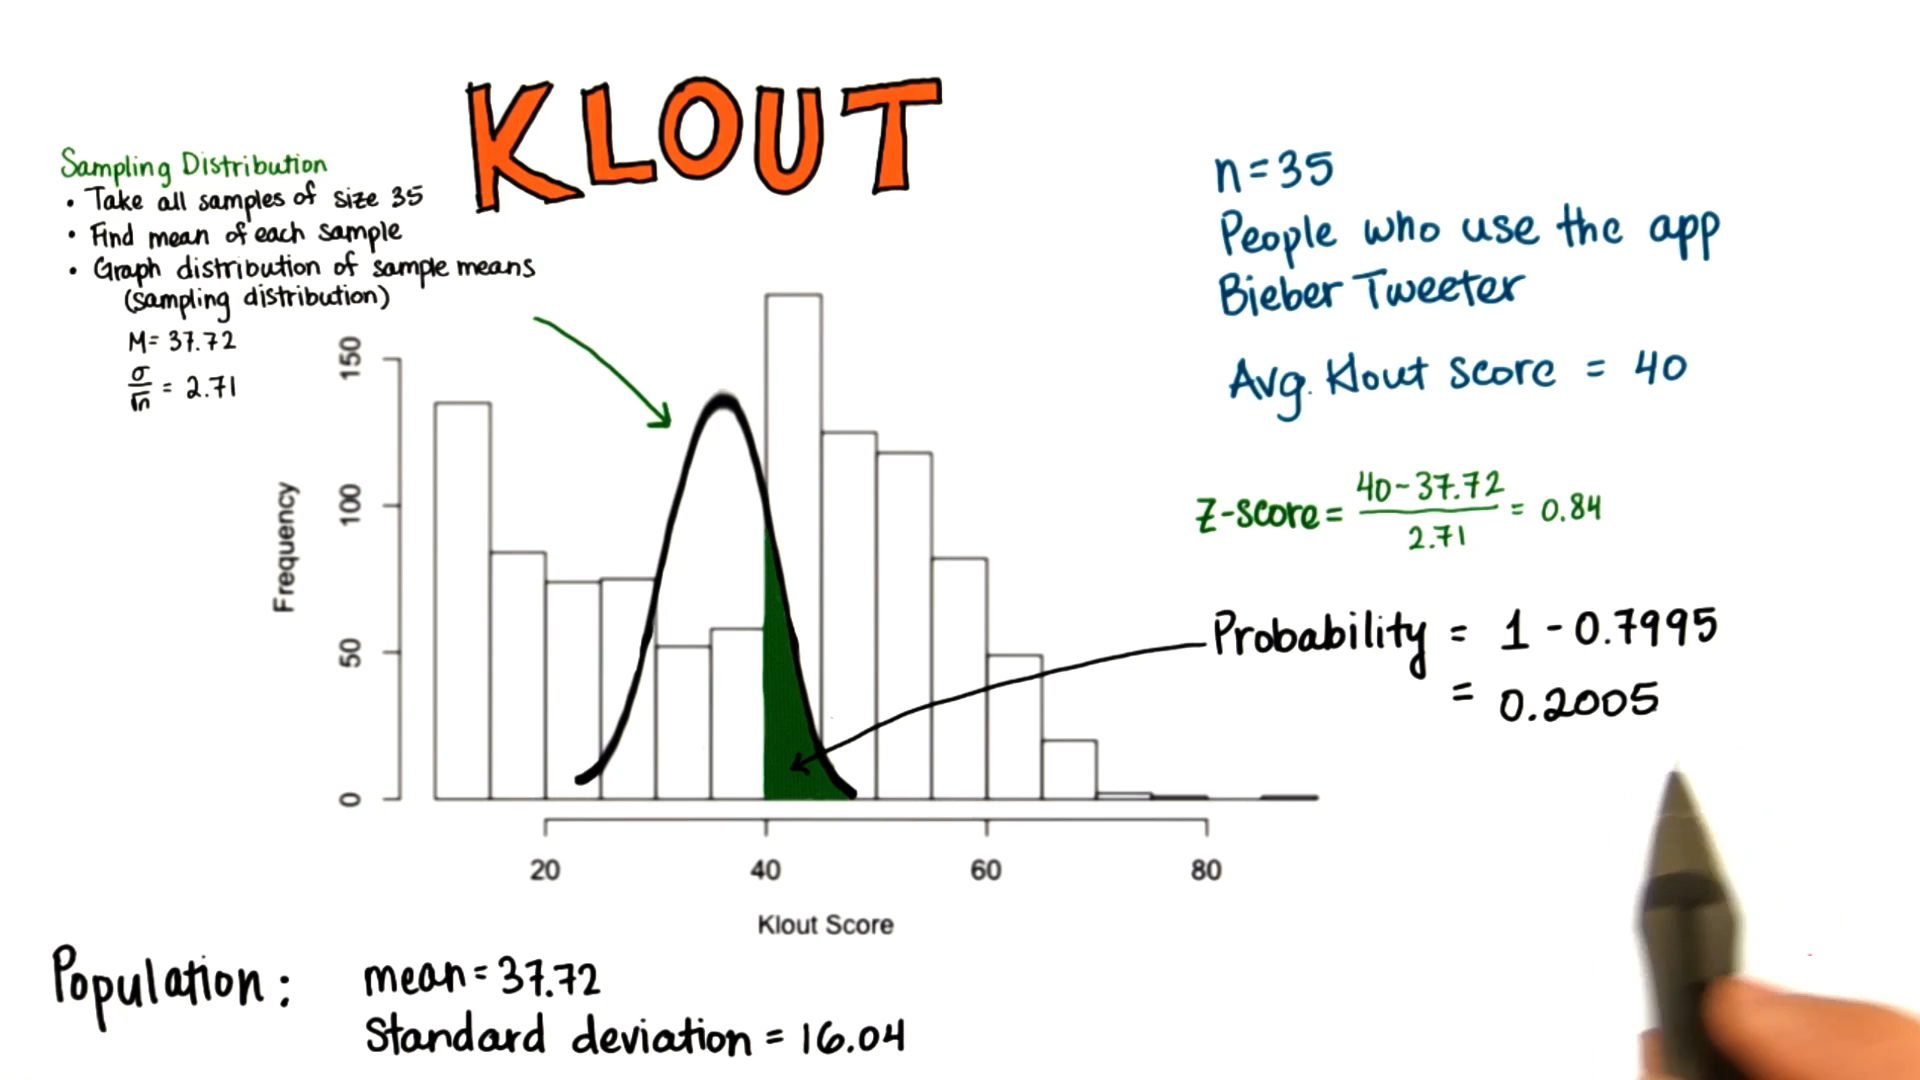 KLOUT
Sampling Distribution
• Take all samples of size 35
• Find mean of each sample
• Graph distribution of sample means
(sampling distribution)
M = 37.72
σ/√n = 2.71
n = 35
People who use the app
Bieber Tweeter
Avg. Klout score = 40
Z-score = 40 - 37.72 / 2.71 = 0.84
Probability = 1 - 0.7995
= 0.2005
Frequency
150
100
50
0
20 40 60 80
Klout Score
Population: mean = 37.72
Standard deviation = 16.04